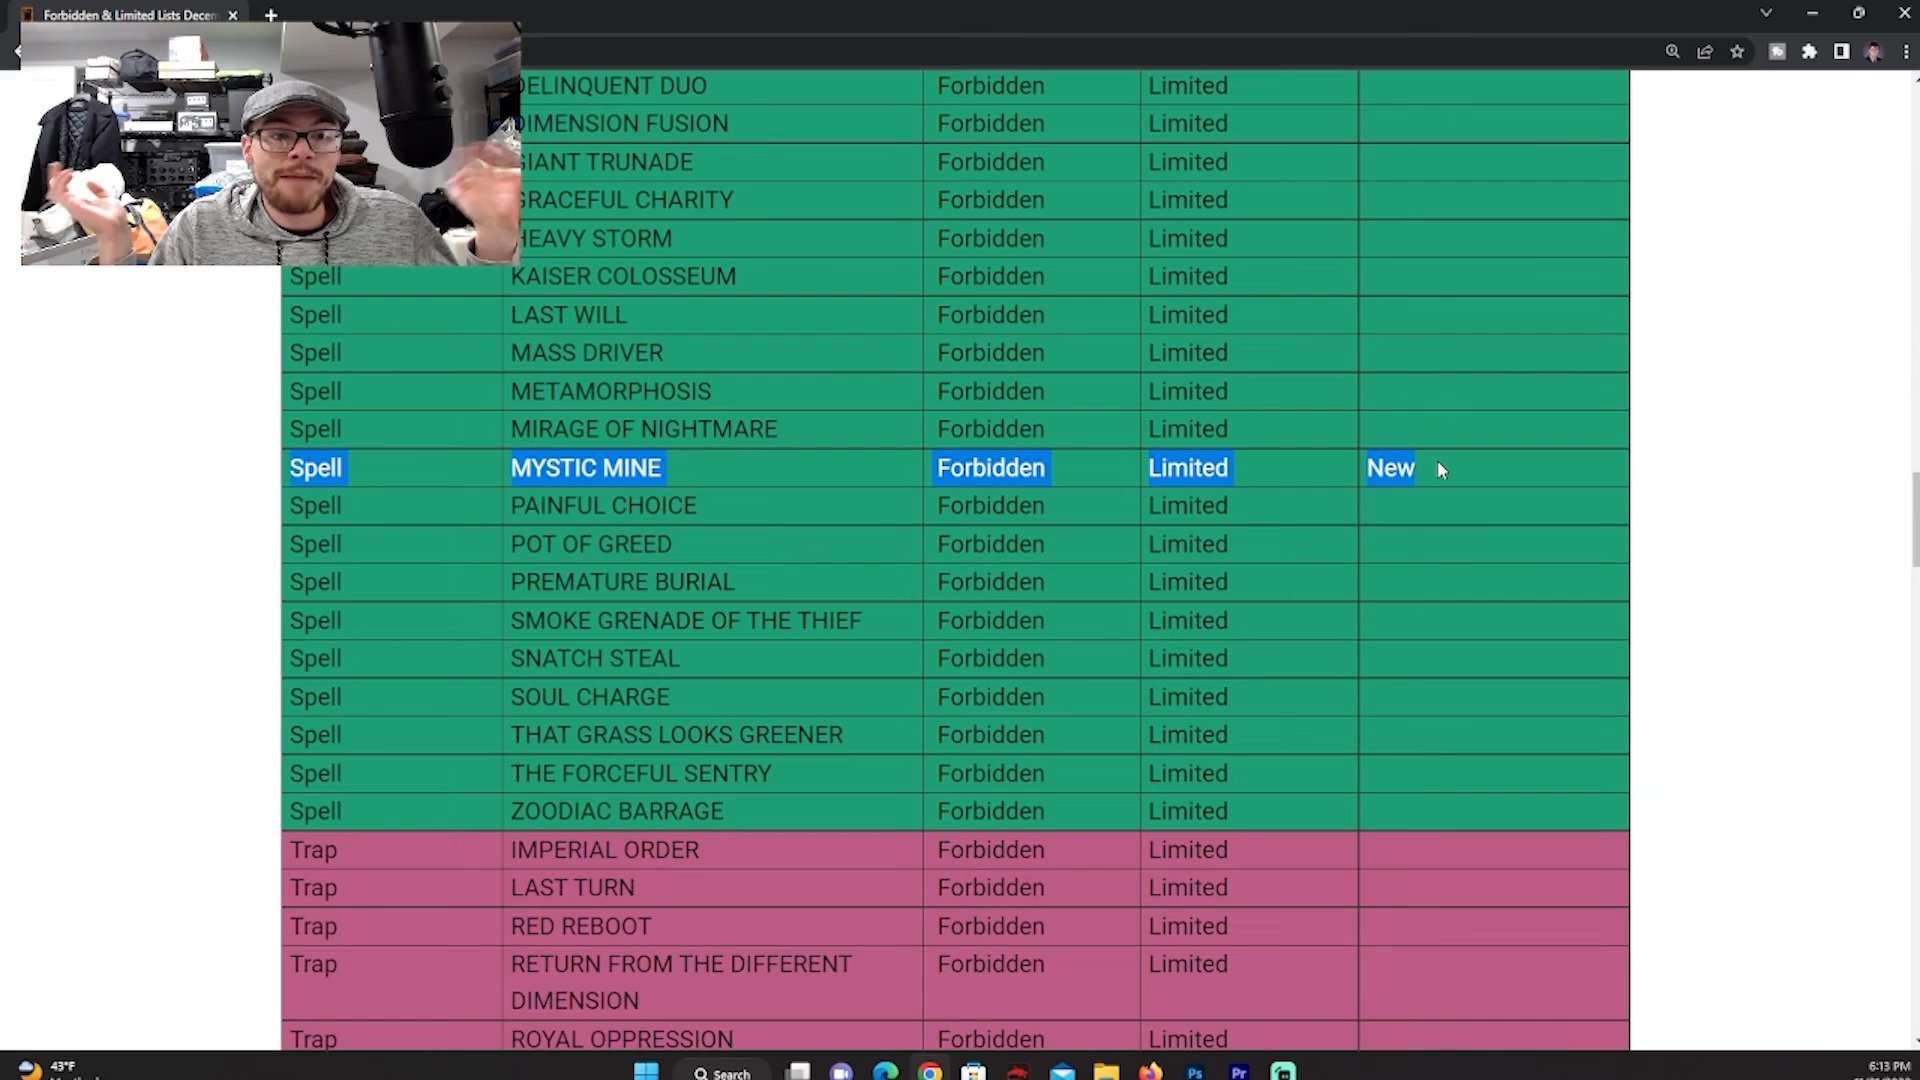 Forbidden & Limited Lists Decem
DELINQUENT DUO Forbidden Limited
DIMENSION FUSION Forbidden Limited
GIANT TRUNADE Forbidden Limited
GRACEFUL CHARITY Forbidden Limited
HEAVY STORM Forbidden Limited
Spell KAISER COLOSSEUM Forbidden Limited
Spell LAST WILL Forbidden Limited
Spell MASS DRIVER Forbidden Limited
Spell METAMORPHOSIS Forbidden Limited
Spell MIRAGE OF NIGHTMARE Forbidden Limited
Spell MYSTIC MINE Forbidden Limited New
Spell PAINFUL CHOICE Forbidden Limited
Spell POT OF GREED Forbidden Limited
Spell PREMATURE BURIAL Forbidden Limited
Spell SMOKE GRENADE OF THE THIEF Forbidden Limited
Spell SNATCH STEAL Forbidden Limited
Spell SOUL CHARGE Forbidden Limited
Spell THAT GRASS LOOKS GREENER Forbidden Limited
Spell THE FORCEFUL SENTRY Forbidden Limited
Spell ZOODIAC BARRAGE Forbidden Limited
Trap IMPERIAL ORDER Forbidden Limited
Trap LAST TURN Forbidden Limited
Trap RED REBOOT Forbidden Limited
Trap RETURN FROM THE DIFFERENT Forbidden Limited
DIMENSION
Trap ROYAL OPPRESSION Forbidden Limited
43°F
Search
Ps
Pr
6:13 PM